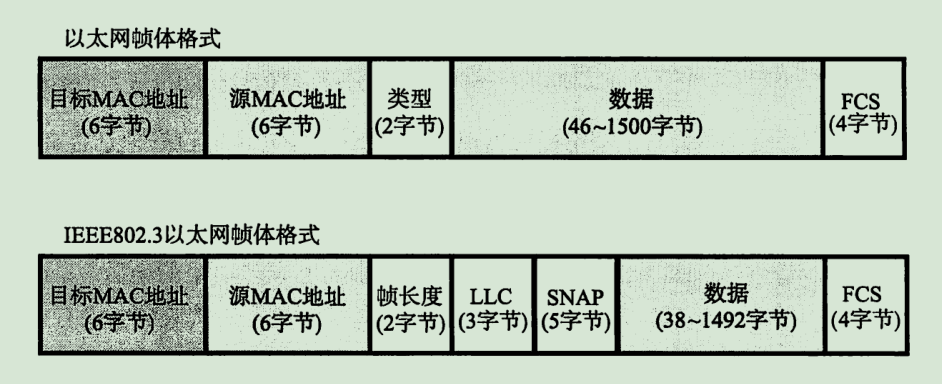 以太网帧体格式
目标MAC地址 源MAC地址 类型 数据 FCS
(6字节) (6字节) (2字节) (46~1500字节) (4字节)
IEEE802.3以太网帧体格式
目标MAC地址 源MAC地址 帧长度 LLC SNAP 数据 FCS
(6字节) (6字节) (2字节) (3字节) (5字节) (38~1492字节) (4字节)